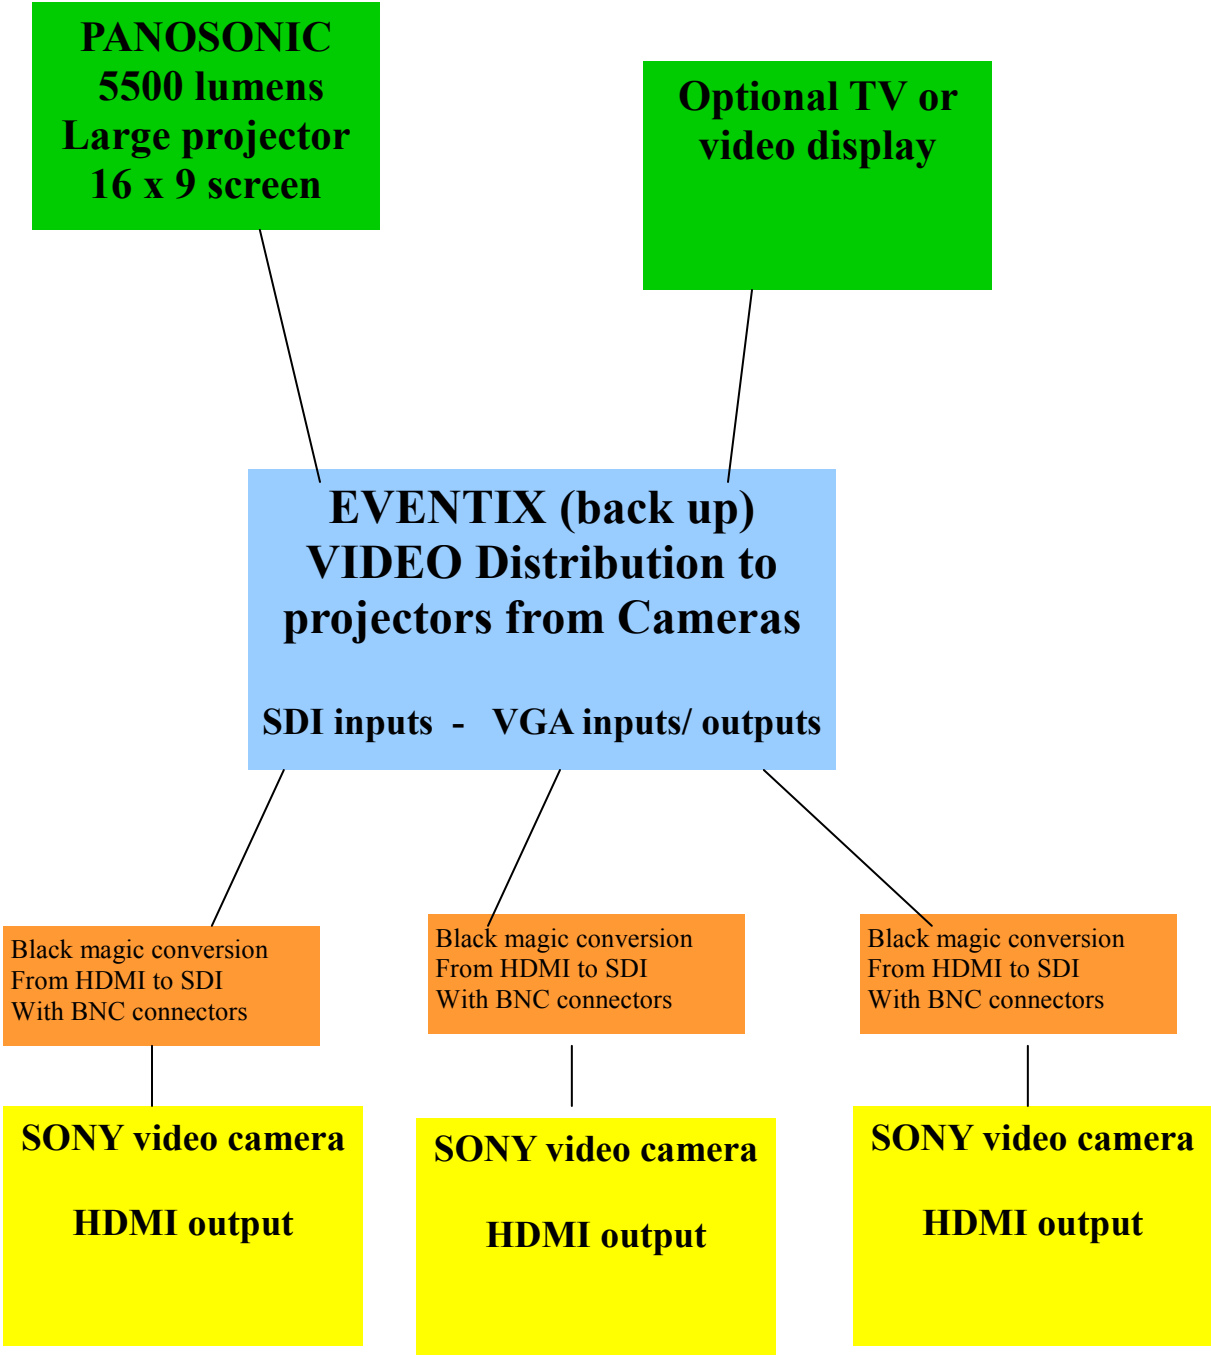 PANOSONIC
5500 lumens
Large projector
16 x 9 screen
Optional TV or
video display
EVENTIX (back up)
VIDEO Distribution to
projectors from Cameras
SDI inputs  -   VGA inputs/ outputs
Black magic conversion
From HDMI to SDI
With BNC connectors
Black magic conversion
From HDMI to SDI
With BNC connectors
Black magic conversion
From HDMI to SDI
With BNC connectors
SONY video camera
HDMI output
SONY video camera
HDMI output
SONY video camera
HDMI output